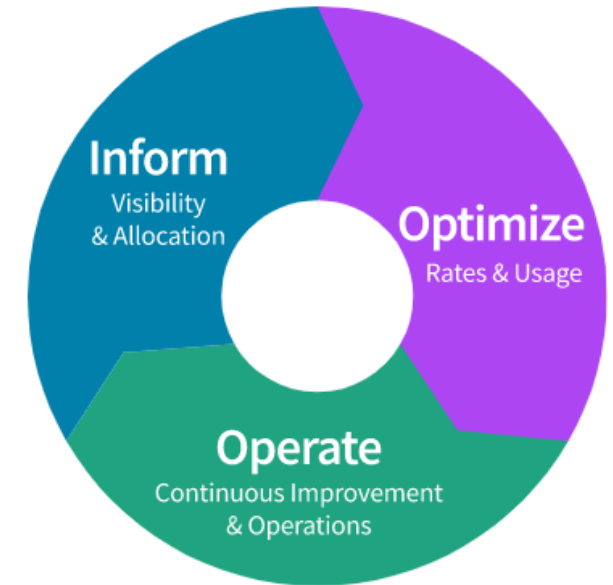 Inform
Visibility
& Allocation
Optimize
Rates & Usage
Operate
Continuous Improvement
& Operations